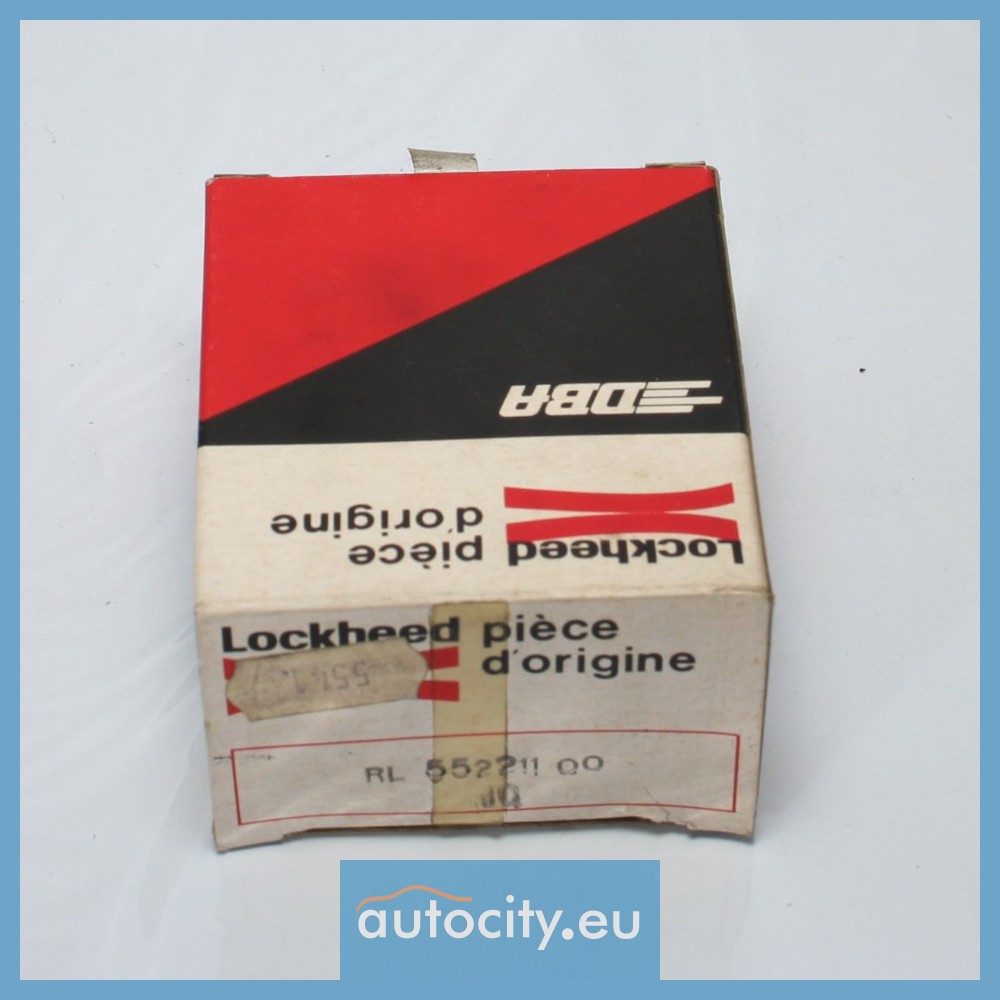 DBA
Lockheed pièce
d'origine
Lockheed pièce
d'origine
RL 552211 00
autocity.eu